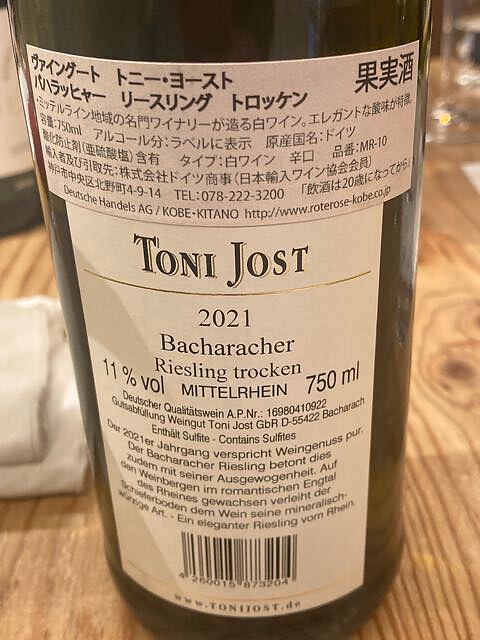 ヴァイングート トニー・ヨースト 果実酒
バハラッヒャー リースリング トロッケン
・ミッテルライン地域の名門ワイナリーが造る白ワイン。エレガントな酸味が特徴。
容量:750ml アルコール分:ラベルに表示 原産国名:ドイツ
酸化防止剤(亜硫酸塩)含有 タイプ:白ワイン 辛口 品番:MR-10
輸入者及び引取先:株式会社ドイツ商事(日本輸入ワイン協会会員)
神戸市中央区北野町4-9-14 TEL:078-222-3200 「飲酒は20歳になってから」
Deutsche Handels AG / KOBE・KITANO http://www.roterose-kobe.co.jp
TONI JOST
2021
Bacharacher
Riesling trocken
11 % vol MITTELRHEIN 750 ml
Deutscher Qualitätswein A.P.Nr.: 16980410922
Gutsabfüllung Weingut Toni Jost GbR D-55422 Bacharach
Enthält Sulfite - Contains Sulfites
Der 2021er Jahrgang verspricht Weingenuss pur.
Der Bacharacher Riesling betont dies
zudem mit seiner Ausgewogenheit. Auf
den Weinbergen im romantischen Engtal
des Rheines gewachsen verleiht der
Schieferboden dem Wein seine mineralisch-
würzige Art. - Ein eleganter Riesling vom Rhein.
4 260015 873204
www.TONIJOST.de